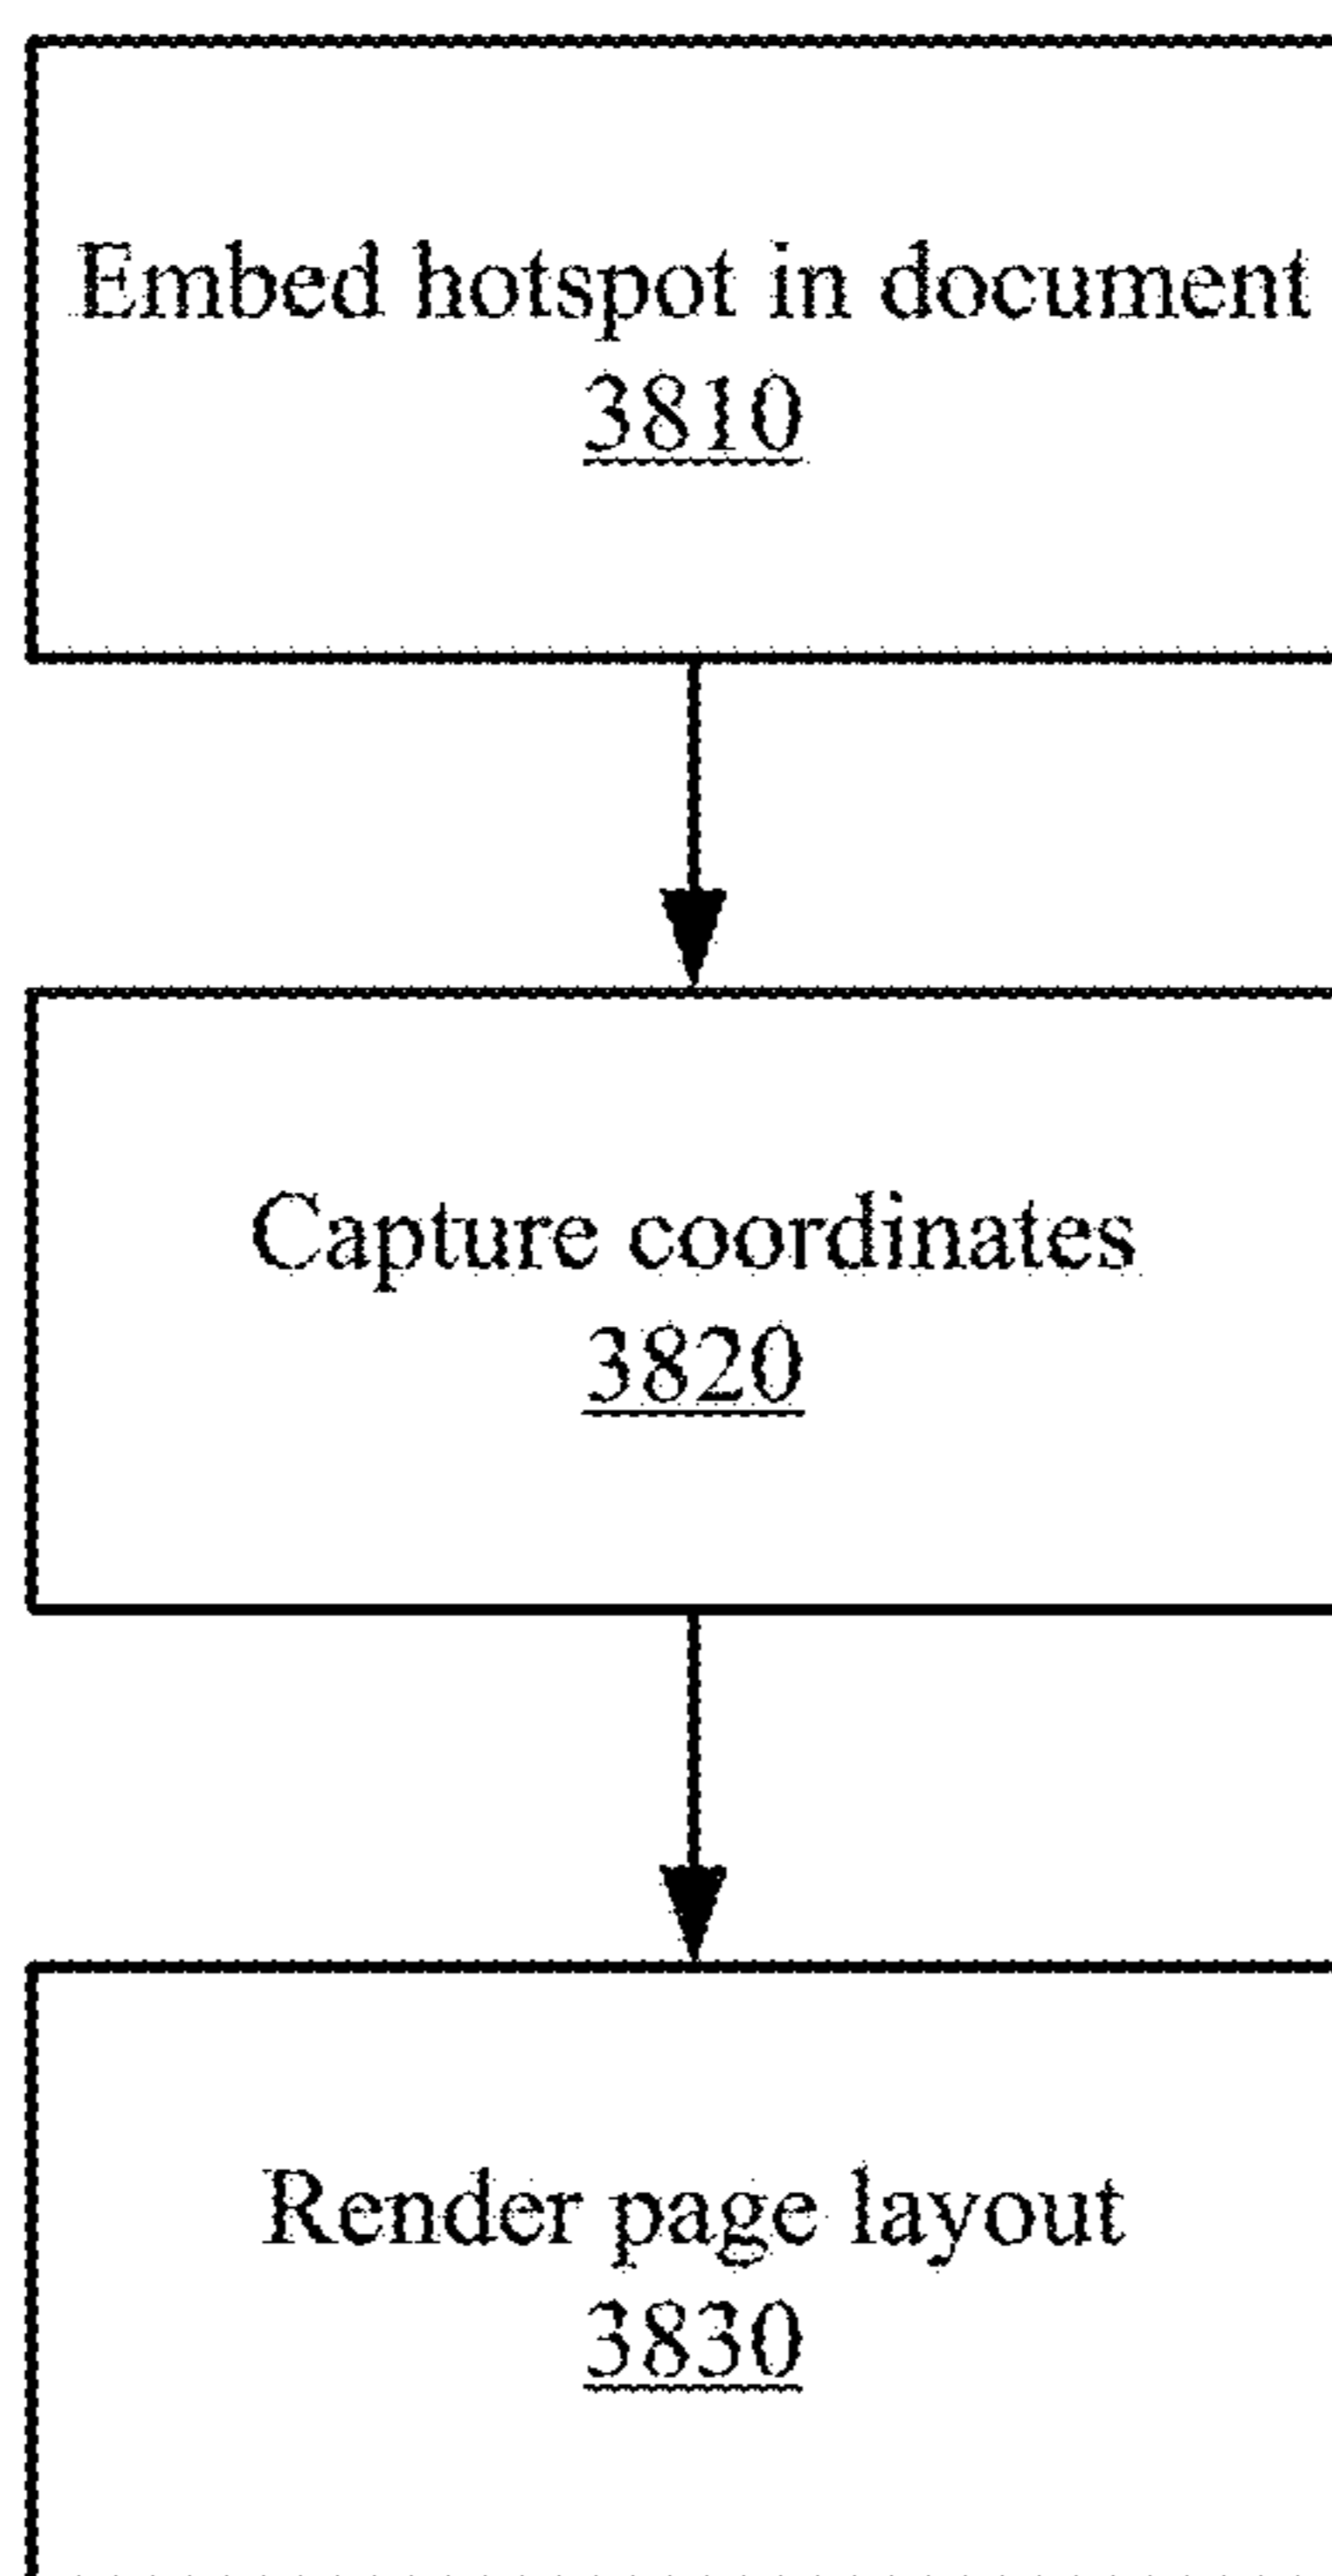 Embed hotspot in document
3810
Capture coordinates
3820
Render page layout
3830